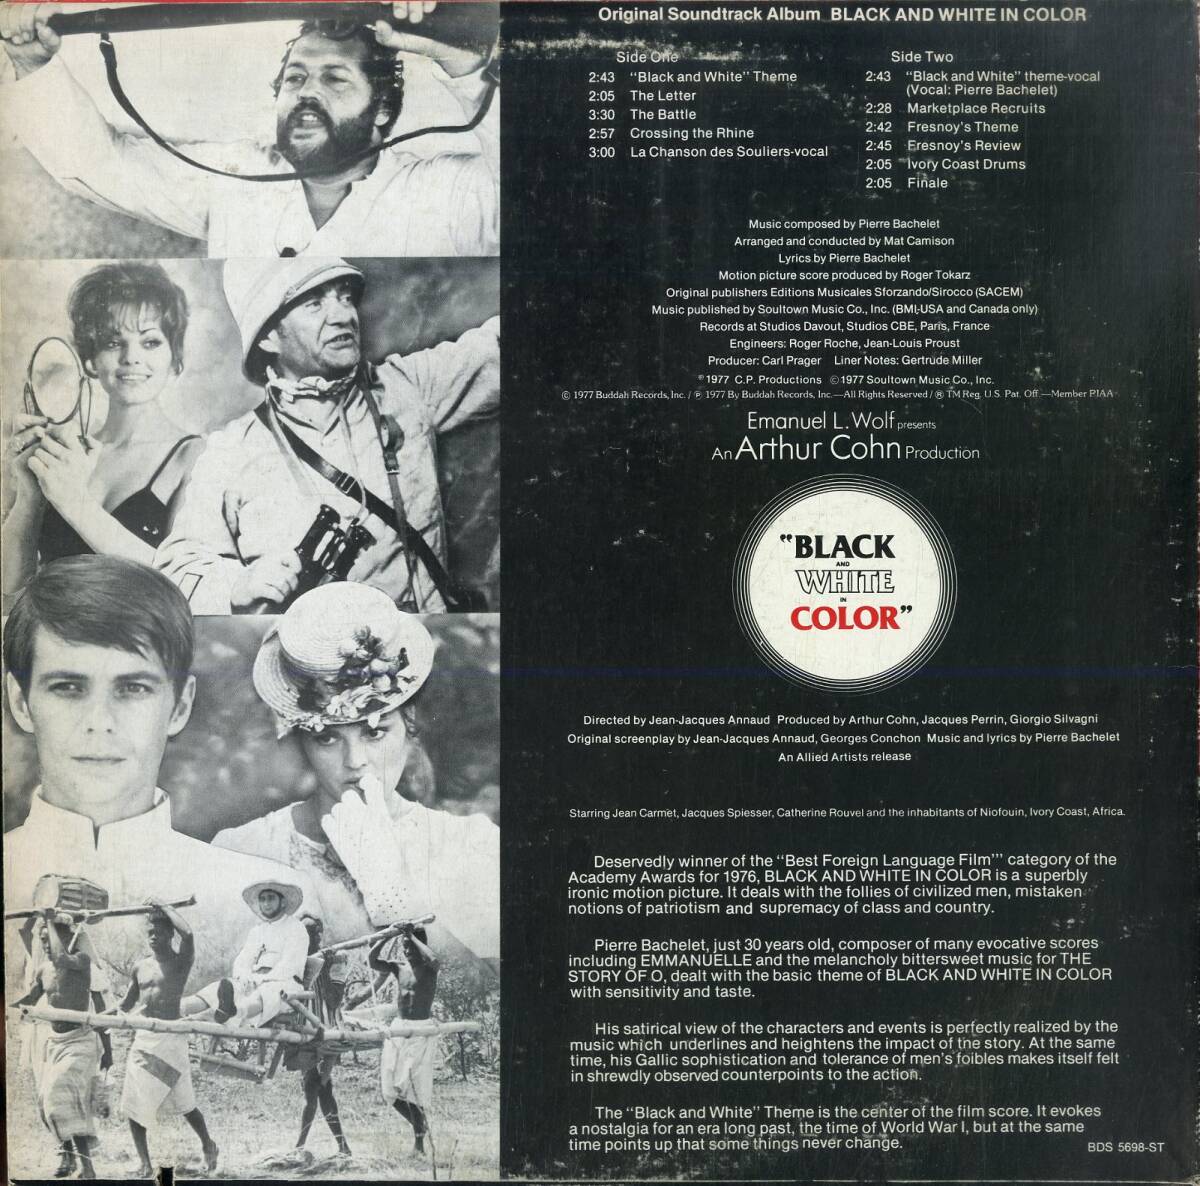 Original Soundtrack Album BLACK AND WHITE IN COLOR
Side One
2:43 "Black and White" Theme
2:05 The Letter
3:30 The Battle
2:57 Crossing the Rhine
3:00 La Chanson des Souliers-vocal
Side Two
2:43 "Black and White" theme-vocal
(Vocal: Pierre Bachelet)
2:28 Marketplace Recruits
2:42 Fresnoy's Theme
2:45 Fresnoy's Review
2:05 Ivory Coast Drums
2:05 Finale
Music composed by Pierre Bachelet
Arranged and conducted by Mat Camison
Lyrics by Pierre Bachelet
Motion picture score produced by Roger Tokarz
Original publishers Editions Musicales Sforzando/Sirocco (SACEM)
Music published by Soultown Music Co., Inc. (BMI-USA and Canada only)
Records at Studios Davout, Studios CBE, Paris, France
Engineers: Roger Roche, Jean-Louis Proust
Producer: Carl Prager Liner Notes: Gertrude Miller
℗ 1977 C.P. Productions © 1977 Soultown Music Co., Inc.
© 1977 Buddah Records, Inc. / ℗ 1977 By Buddah Records, Inc.—All Rights Reserved / ® TM Reg. U.S. Pat. Off.—Member PIAA
Emanuel L. Wolf presents
An Arthur Cohn Production
"BLACK
AND
WHITE
IN
COLOR"
Directed by Jean-Jacques Annaud Produced by Arthur Cohn, Jacques Perrin, Giorgio Silvagni
Original screenplay by Jean-Jacques Annaud, Georges Conchon Music and lyrics by Pierre Bachelet
An Allied Artists release
Starring Jean Carmet, Jacques Spiesser, Catherine Rouvel and the inhabitants of Niofouin, Ivory Coast, Africa.
Deservedly winner of the "Best Foreign Language Film"' category of the
Academy Awards for 1976, BLACK AND WHITE IN COLOR is a superbly
ironic motion picture. It deals with the follies of civilized men, mistaken
notions of patriotism and supremacy of class and country.
Pierre Bachelet, just 30 years old, composer of many evocative scores
including EMMANUELLE and the melancholy bittersweet music for THE
STORY OF O, dealt with the basic theme of BLACK AND WHITE IN COLOR
with sensitivity and taste.
His satirical view of the characters and events is perfectly realized by the
music which underlines and heightens the impact of the story. At the same
time, his Gallic sophistication and tolerance of men's foibles makes itself felt
in shrewdly observed counterpoints to the action.
The "Black and White" Theme is the center of the film score. It evokes
a nostalgia for an era long past, the time of World War I, but at the same
time points up that some things never change.
BDS 5698-ST